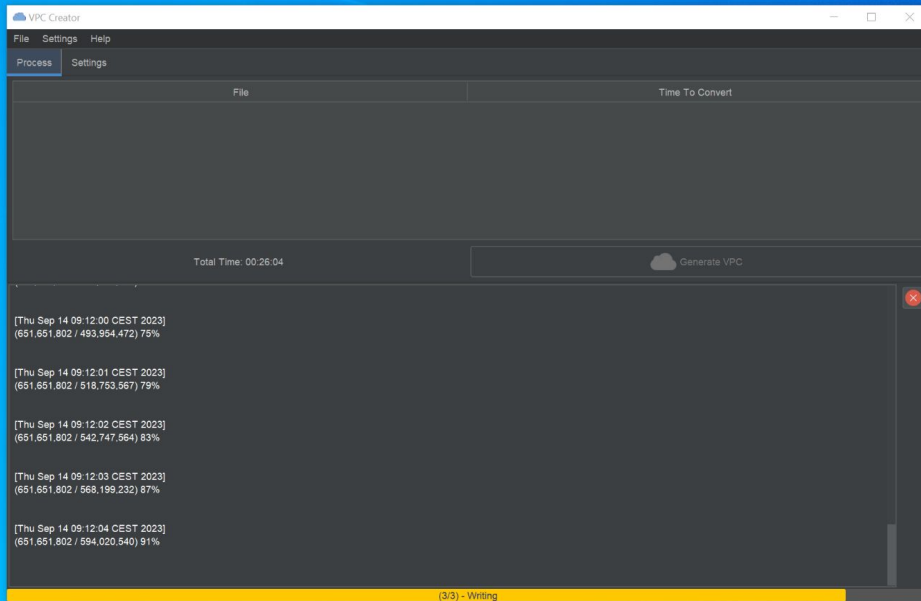 VPC Creator
File Settings Help
Process Settings
File Time To Convert
Total Time: 00:26:04 Generate VPC
[Thu Sep 14 09:12:00 CEST 2023]
(651,651,802 / 493,954,472) 75%
[Thu Sep 14 09:12:01 CEST 2023]
(651,651,802 / 518,753,567) 79%
[Thu Sep 14 09:12:02 CEST 2023]
(651,651,802 / 542,747,564) 83%
[Thu Sep 14 09:12:03 CEST 2023]
(651,651,802 / 568,199,232) 87%
[Thu Sep 14 09:12:04 CEST 2023]
(651,651,802 / 594,020,540) 91%
(3/3) - Writing